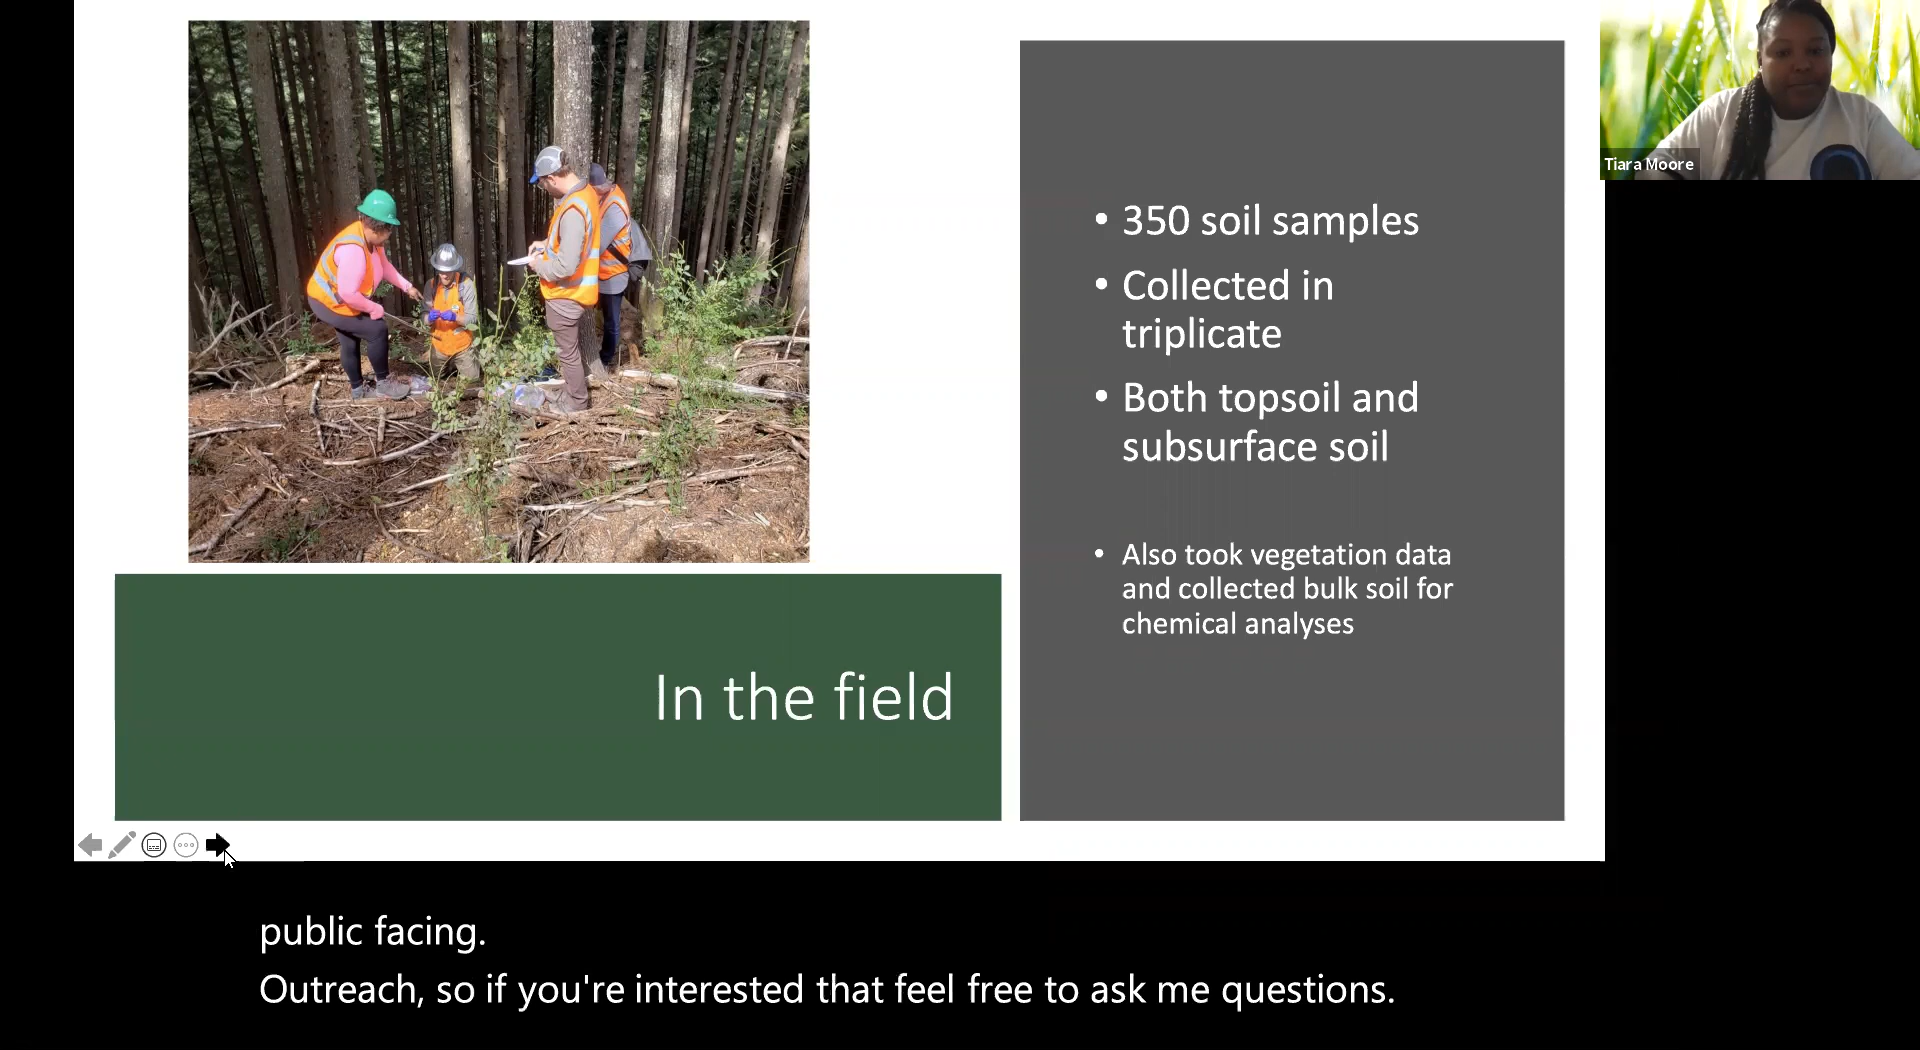 Tiara Moore
• 350 soil samples
• Collected in
triplicate
• Both topsoil and
subsurface soil
• Also took vegetation data
and collected bulk soil for
chemical analyses
In the field
public facing.
Outreach, so if you're interested that feel free to ask me questions.